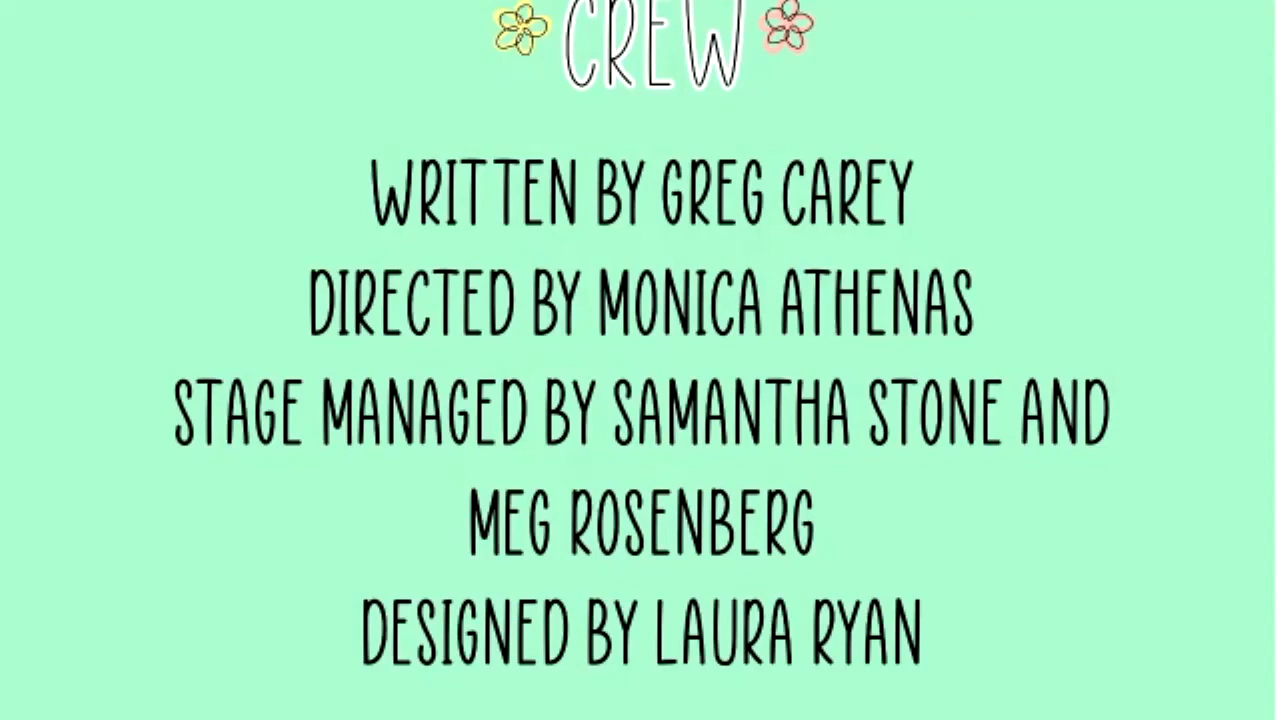 CREW
WRITTEN BY GREG CAREY
DIRECTED BY MONICA ATHENAS
STAGE MANAGED BY SAMANTHA STONE AND
MEG ROSENBERG
DESIGNED BY LAURA RYAN